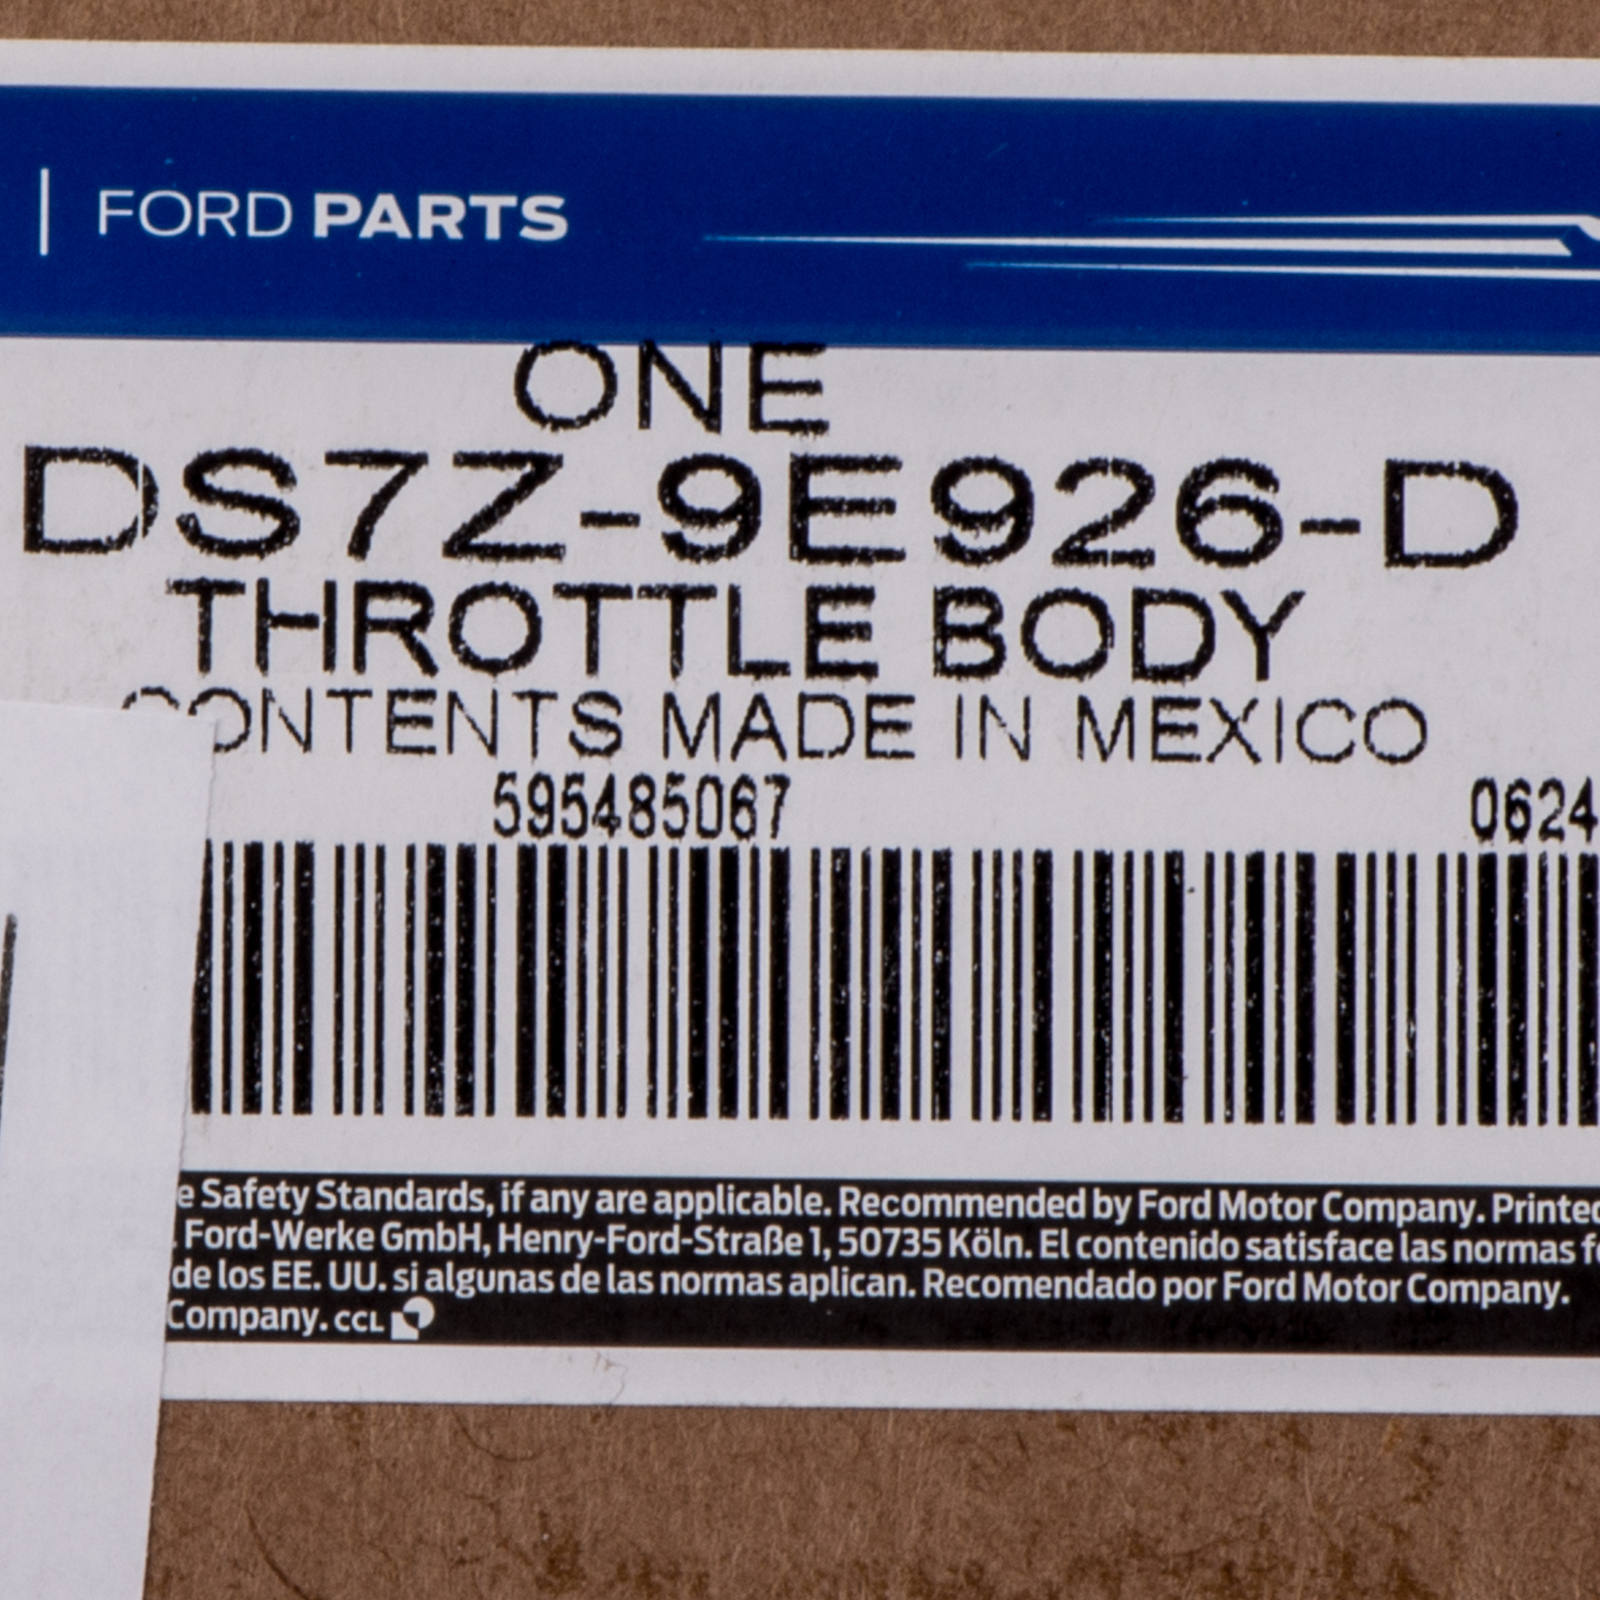 FORD PARTS
ONE
DS7Z-9E926-D
THROTTLE BODY
CONTENTS MADE IN MEXICO
595485067 0624
e Safety Standards, if any are applicable. Recommended by Ford Motor Company. Printed
Ford-Werke GmbH, Henry-Ford-Straße 1, 50735 Köln. El contenido satisface las normas f
de los EE. UU. si algunas de las normas aplican. Recomendado por Ford Motor Company.
Company. CCL